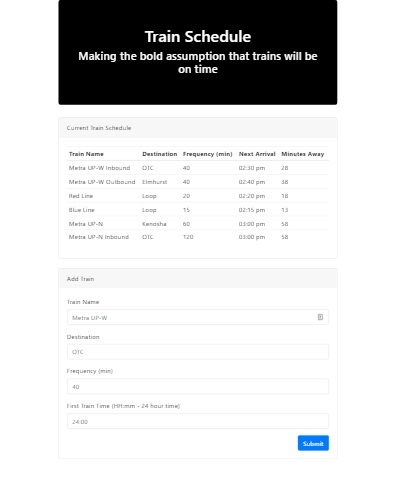 Train Schedule
Making the bold assumption that trains will be
on time
Current Train Schedule
Train Name Destination Frequency (min) Next Arrival Minutes Away
Metra UP-W Inbound OTC 40 02:30 pm 28
Metra UP-W Outbound Elmhurst 40 02:40 pm 38
Red Line Loop 20 02:20 pm 18
Blue Line Loop 15 02:15 pm 13
Metra UP-N Kenosha 60 03:00 pm 58
Metra UP-N Inbound OTC 120 03:00 pm 58
Add Train
Train Name
Metra UP-W
Destination
OTC
Frequency (min)
40
First Train Time (HH:mm - 24 hour time)
24:00
Submit